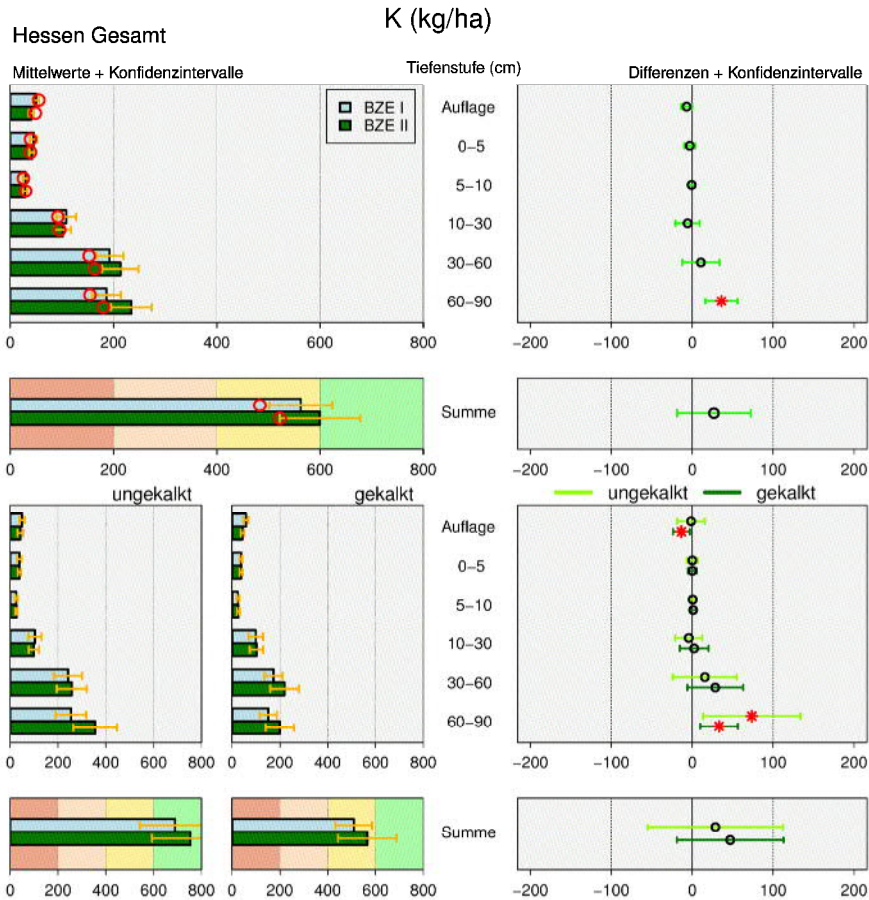 K (kg/ha)
Hessen Gesamt
Mittelwerte + Konfidenzintervalle
Tiefenstufe (cm)
Differenzen + Konfidenzintervalle
BZE I
BZE II
Auflage
0−5
5−10
10−30
30−60
60−90
0 200 400 600 800
−200 −100 0 100 200
Summe
0 200 400 600 800
−200 −100 0 100 200
ungekalkt
gekalkt
ungekalkt gekalkt
Auflage
0−5
5−10
10−30
30−60
60−90
0 200 400 600 800
0 200 400 600 800
−200 −100 0 100 200
Summe
0 200 400 600 800
0 200 400 600 800
−200 −100 0 100 200